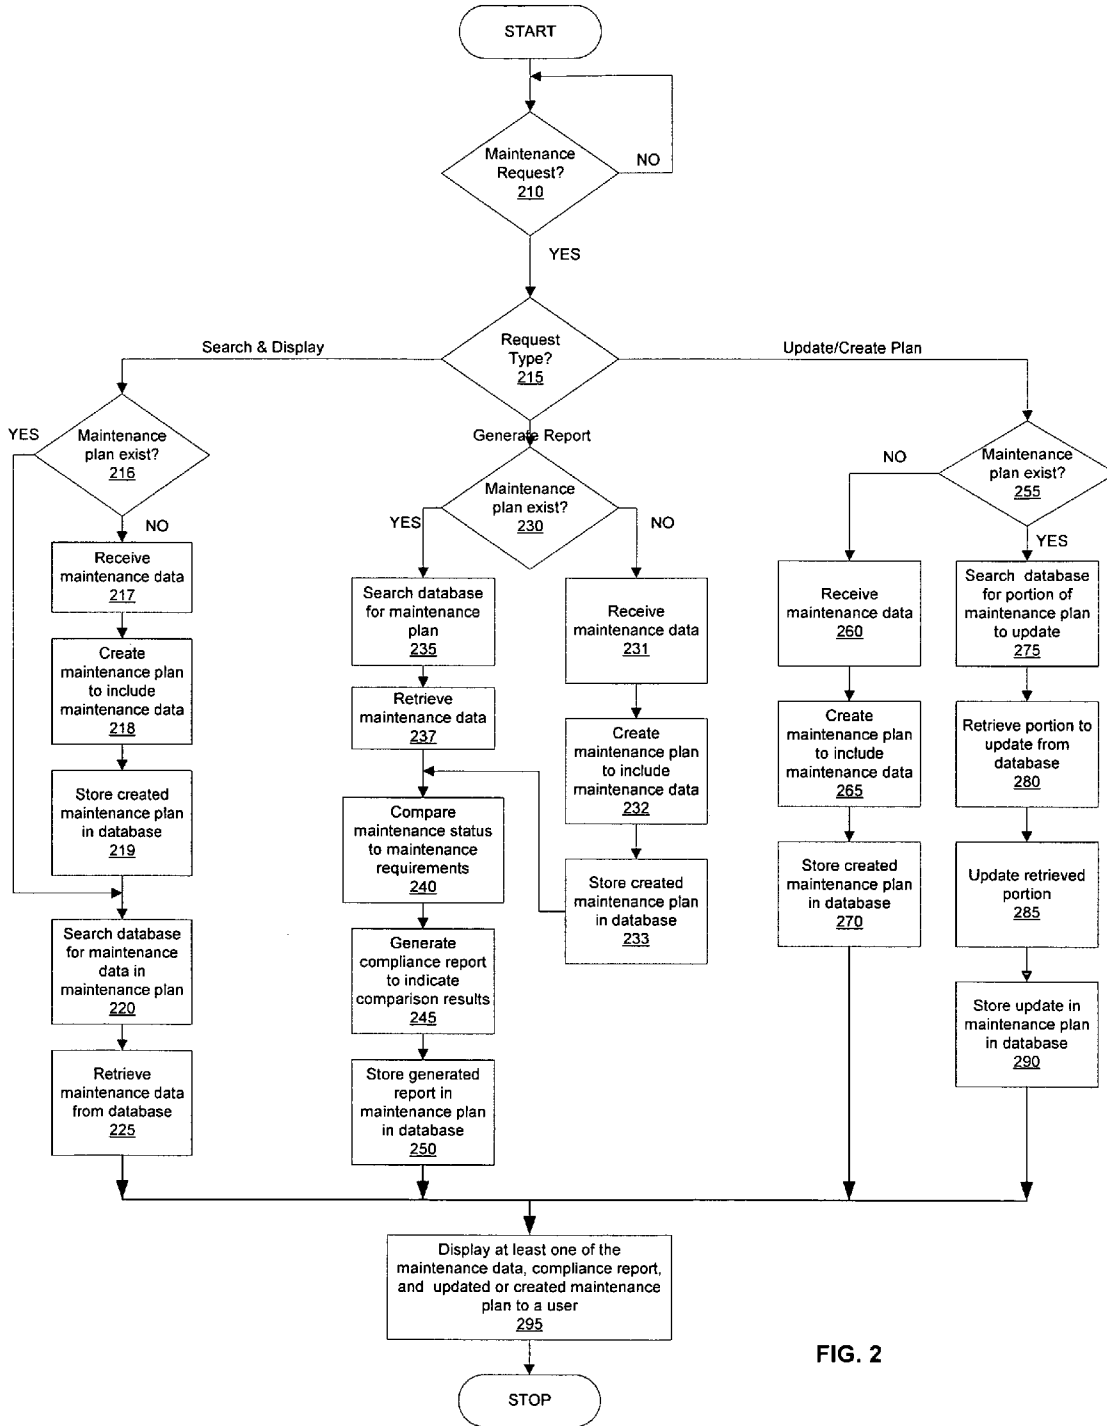 START
Maintenance
Request?
210
NO
YES
Request
Type?
215
Search & Display
Update/Create Plan
Generate Report
YES
Maintenance
plan exist?
216
NO
Receive
maintenance data
217
Create
maintenance plan
to include
maintenance data
218
Store created
maintenance plan
in database
219
Search database
for maintenance
data in
maintenance plan
220
Retrieve
maintenance data
from database
225
Maintenance
plan exist?
230
YES
NO
Search database
for maintenance
plan
235
Retrieve
maintenance data
237
Compare
maintenance status
to maintenance
requirements
240
Generate
compliance report
to indicate
comparison results
245
Store generated
report in
maintenance plan
in database
250
Receive
maintenance data
231
Create
maintenance plan
to include
maintenance data
232
Store created
maintenance plan
in database
233
NO
Maintenance
plan exist?
255
YES
Receive
maintenance data
260
Create
maintenance plan
to include
maintenance data
265
Store created
maintenance plan
in database
270
Search database
for portion of
maintenance plan
to update
275
Retrieve portion to
update from
database
280
Update retrieved
portion
285
Store update in
maintenance plan
in database
290
Display at least one of the
maintenance data, compliance report,
and updated or created maintenance
plan to a user
295
STOP
FIG. 2